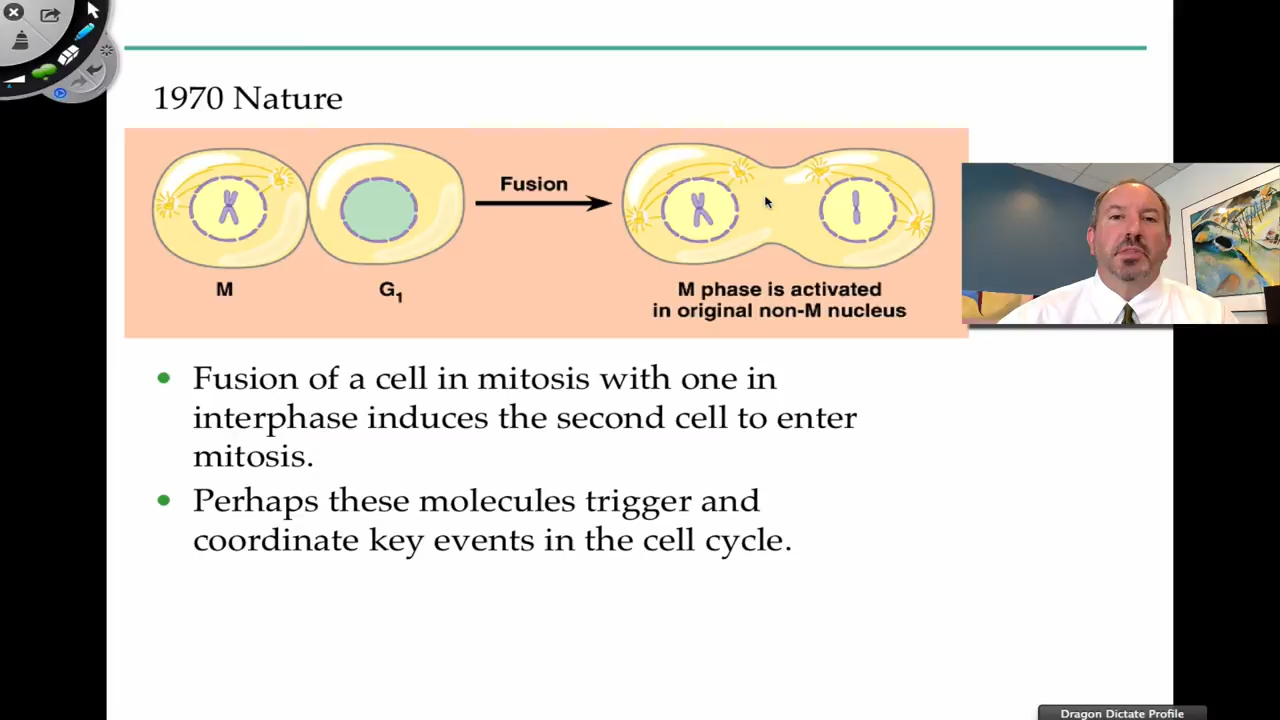 1970 Nature
Fusion
M
G1
M phase is activated
in original non-M nucleus
• Fusion of a cell in mitosis with one in
interphase induces the second cell to enter
mitosis.
• Perhaps these molecules trigger and
coordinate key events in the cell cycle.
Dragon Dictate Profile